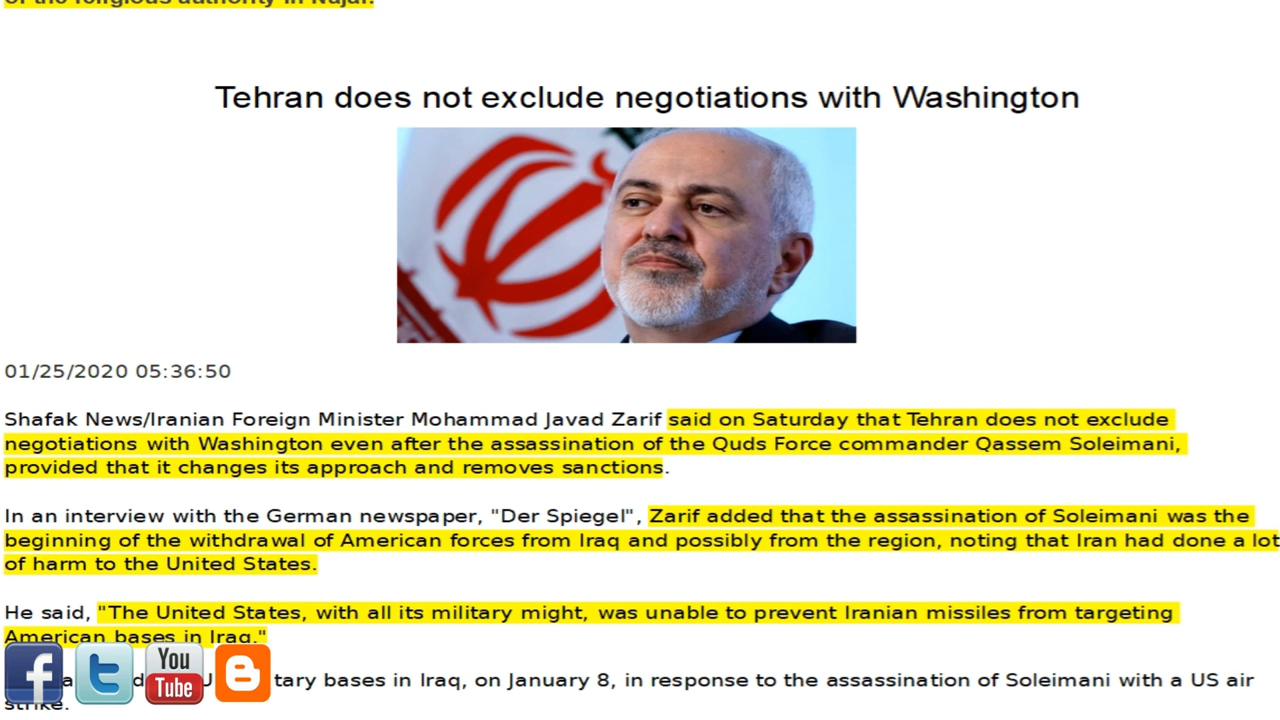 of the religious authority in Najaf.
Tehran does not exclude negotiations with Washington
01/25/2020 05:36:50
Shafak News/Iranian Foreign Minister Mohammad Javad Zarif said on Saturday that Tehran does not exclude
negotiations with Washington even after the assassination of the Quds Force commander Qassem Soleimani,
provided that it changes its approach and removes sanctions.
In an interview with the German newspaper, "Der Spiegel", Zarif added that the assassination of Soleimani was the
beginning of the withdrawal of American forces from Iraq and possibly from the region, noting that Iran had done a lot
of harm to the United States.
He said, "The United States, with all its military might, was unable to prevent Iranian missiles from targeting
American bases in Iraq."
tary bases in Iraq, on January 8, in response to the assassination of Soleimani with a US air
strike.
You
Tube